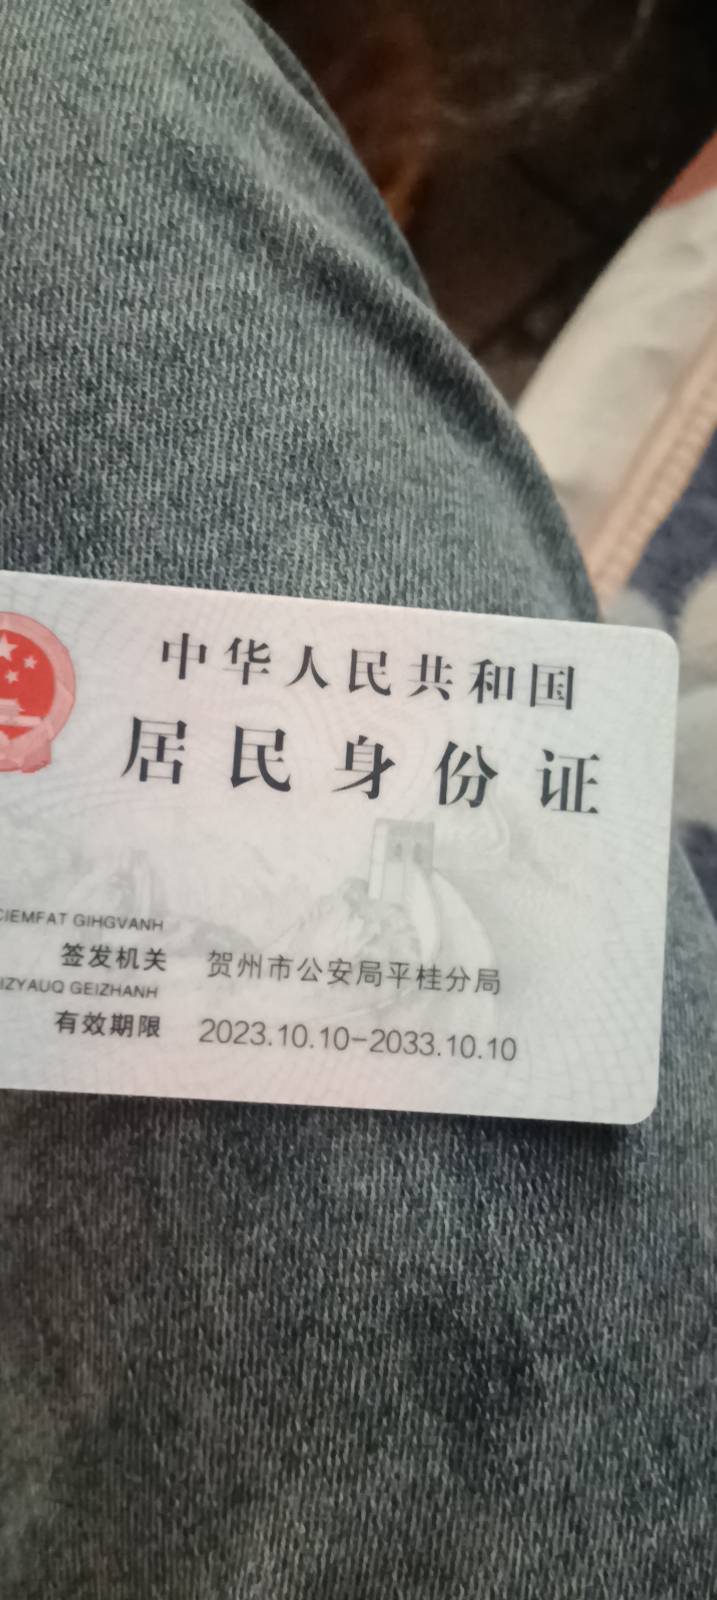 中华人民共和国
居民身份证
CIEMFAT GIHGVANH
签发机关 贺州市公安局平桂分局
IZYAUQ GEIZHANH
有效期限 2023.10.10-2033.10.10